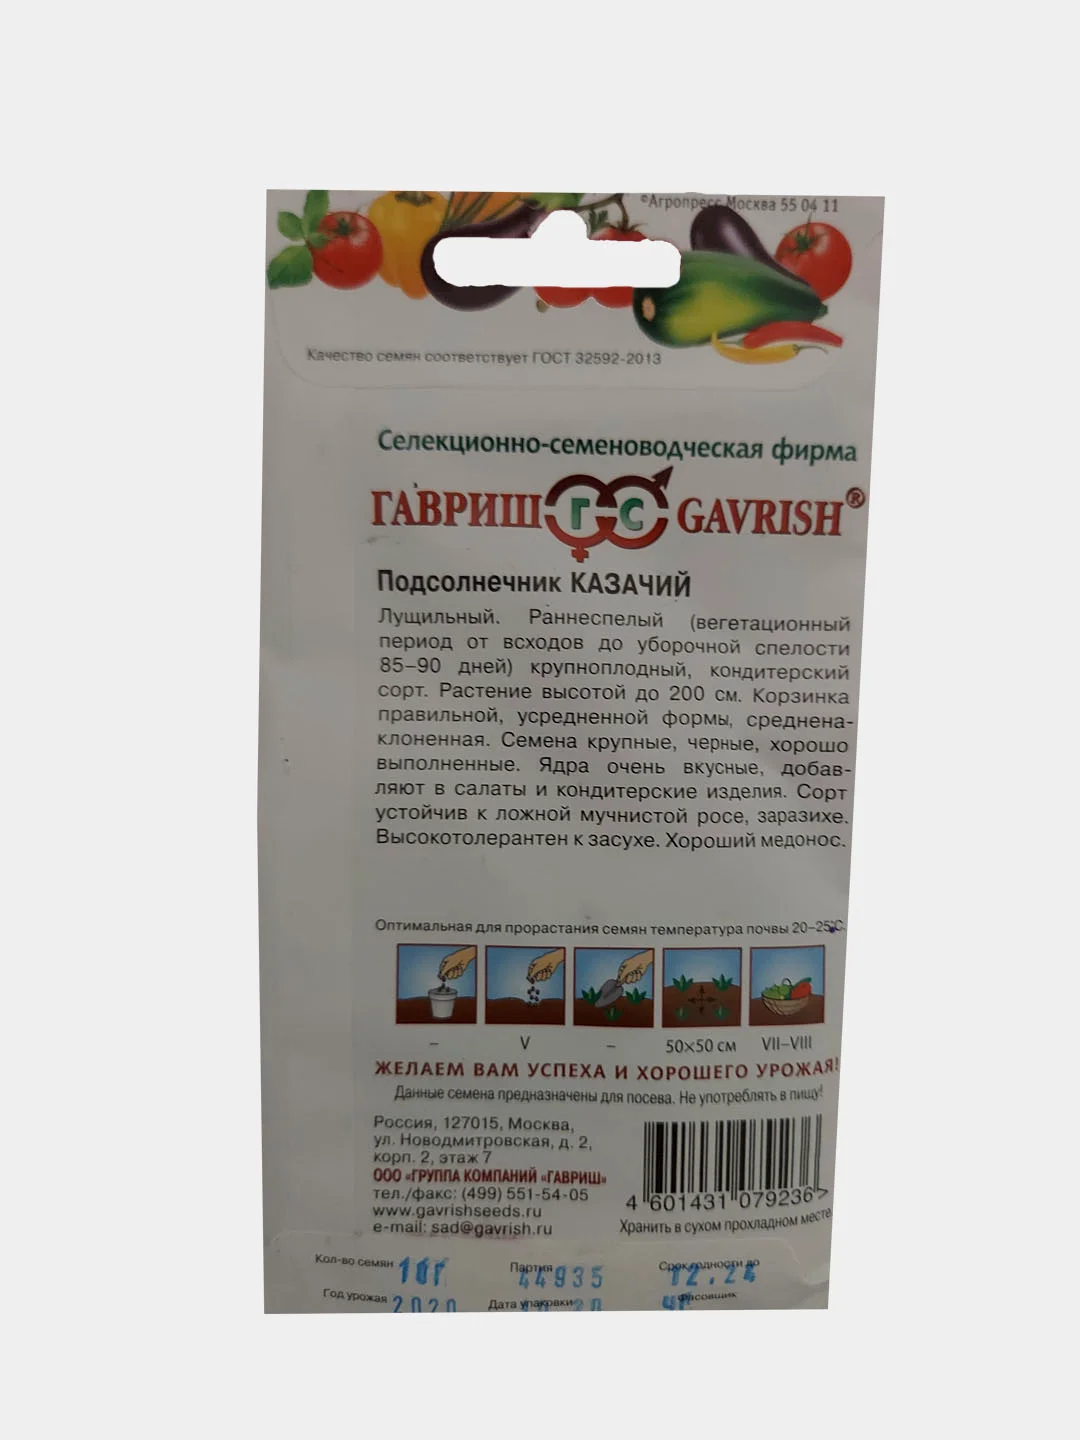 ©Агропресс Москва 55 04 11
Качество семян соответствует ГОСТ 32592-2013
Селекционно-семеноводческая фирма
ГАВРИШ ГС GAVRISH®
Подсолнечник КАЗАЧИЙ
Лущильный. Раннеспелый (вегетационный
период от всходов до уборочной спелости
85–90 дней) крупноплодный, кондитерский
сорт. Растение высотой до 200 см. Корзинка
правильной, усредненной формы, среднена-
клоненная. Семена крупные, черные, хорошо
выполненные. Ядра очень вкусные, добав-
ляют в салаты и кондитерские изделия. Сорт
устойчив к ложной мучнистой росе, заразихе.
Высокотолерантен к засухе. Хороший медонос.
Оптимальная для прорастания семян температура почвы 20–25°С.
– V – 50×50 см VII–VIII
ЖЕЛАЕМ ВАМ УСПЕХА И ХОРОШЕГО УРОЖАЯ!
Данные семена предназначены для посева. Не употреблять в пищу!
Россия, 127015, Москва,
ул. Новодмитровская, д. 2,
корп. 2, этаж 7
ООО «ГРУППА КОМПАНИЙ «ГАВРИШ»
тел./факс: (499) 551-54-05
www.gavrishseeds.ru
e-mail: sad@gavrish.ru
4 601431 079236 >
Хранить в сухом прохладном месте
Кол-во семян 10г Партия 44935 Срок годности до 12.24
Год урожая 2020 Дата упаковки Фасовщик